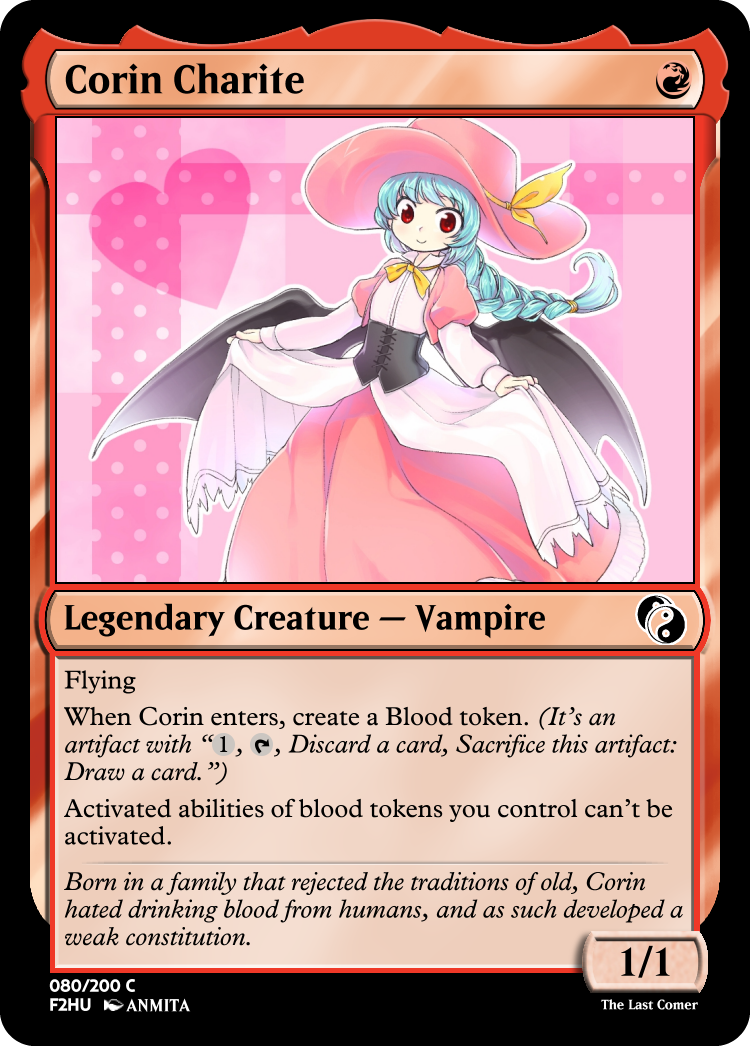 Corin Charite
Legendary Creature — Vampire
Flying
When Corin enters, create a Blood token. (It's an
artifact with “1, , Discard a card, Sacrifice this artifact:
Draw a card.”)
Activated abilities of blood tokens you control can't be
activated.
Born in a family that rejected the traditions of old, Corin
hated drinking blood from humans, and as such developed a
weak constitution.
1/1
080/200 C
F2HU ANMITA
The Last Comer